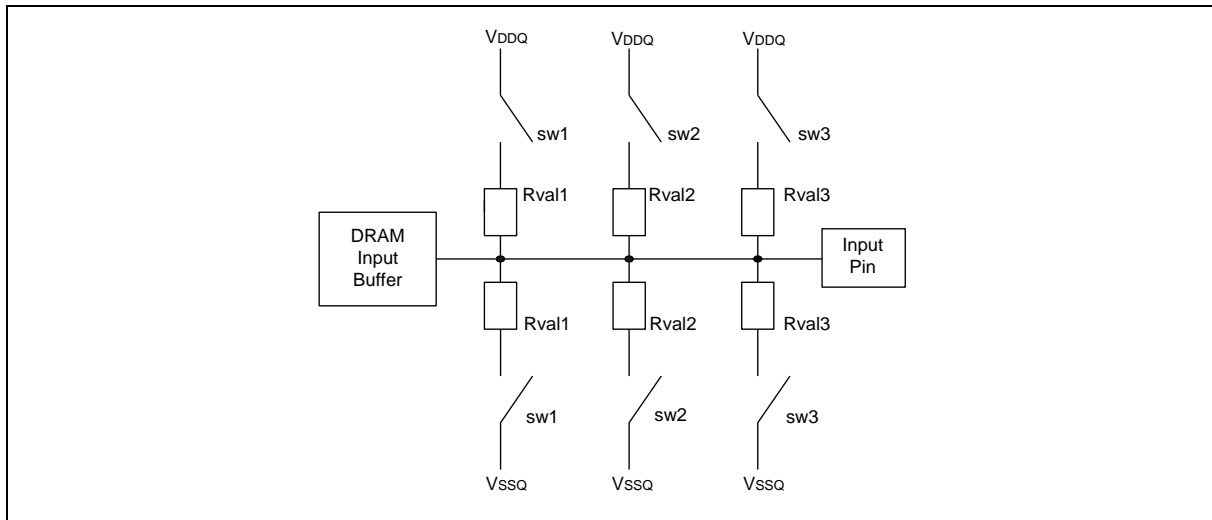 VDDQ VDDQ VDDQ
sw1 sw2 sw3
Rval1 Rval2 Rval3
DRAM
Input
Buffer
Input
Pin
Rval1 Rval2 Rval3
sw1 sw2 sw3
VSSQ VSSQ VSSQ